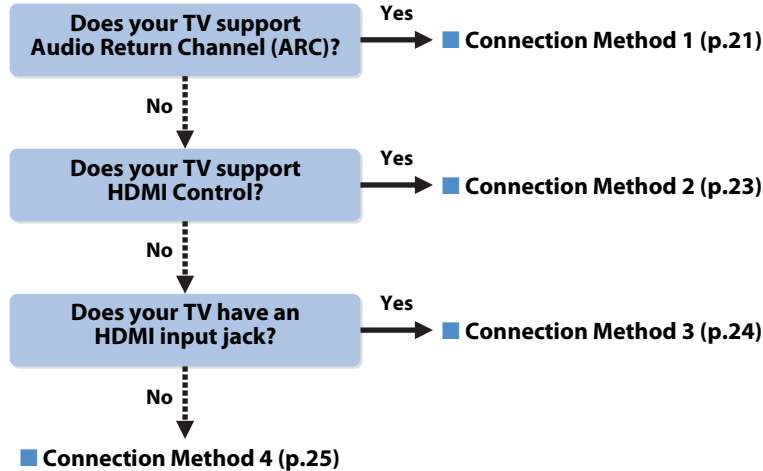 Does your TV support
Audio Return Channel (ARC)?
Yes
■ Connection Method 1 (p.21)
No
Does your TV support
HDMI Control?
Yes
■ Connection Method 2 (p.23)
No
Does your TV have an
HDMI input jack?
Yes
■ Connection Method 3 (p.24)
No
■ Connection Method 4 (p.25)